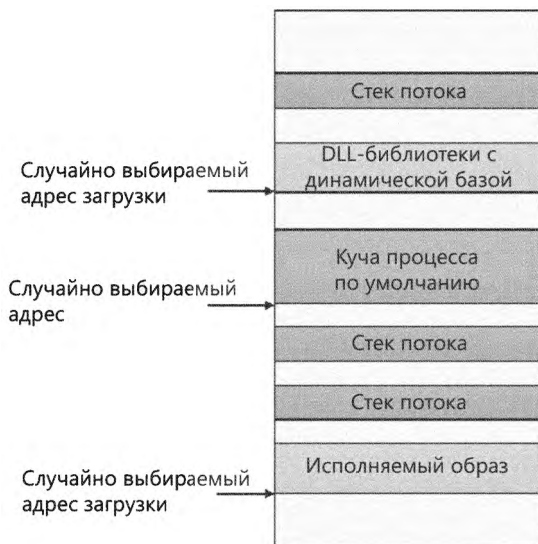 Стек потока
DLL-библиотеки с
динамической базой
Случайно выбираемый
адрес загрузки
Куча процесса
по умолчанию
Случайно выбираемый
адрес
Стек потока
Стек потока
Исполняемый образ
Случайно выбираемый
адрес загрузки